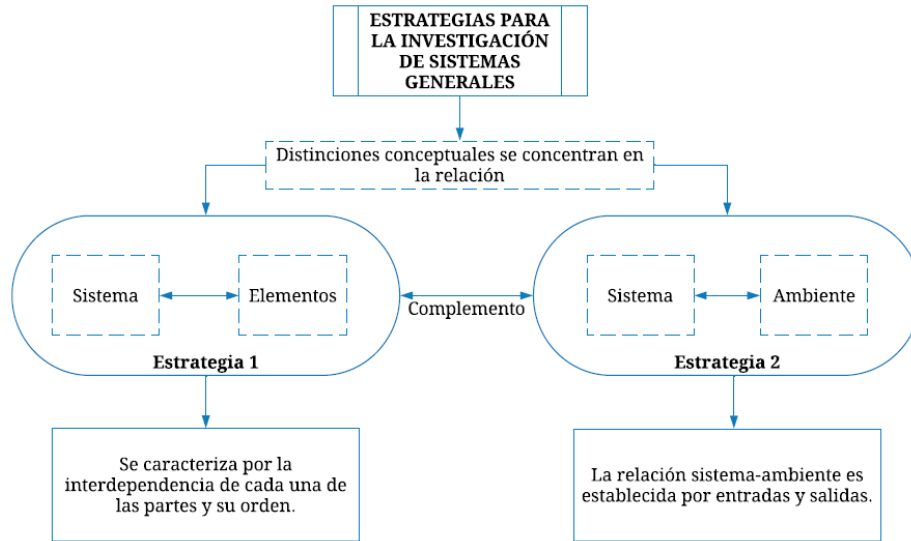 ESTRATEGIAS PARA
LA INVESTIGACIÓN
DE SISTEMAS
GENERALES
Distinciones conceptuales se concentran en
la relación
Sistema
Elementos
Estrategia 1
Complemento
Sistema
Ambiente
Estrategia 2
Se caracteriza por la
interdependencia de cada una de
las partes y su orden.
La relación sistema-ambiente es
establecida por entradas y salidas.